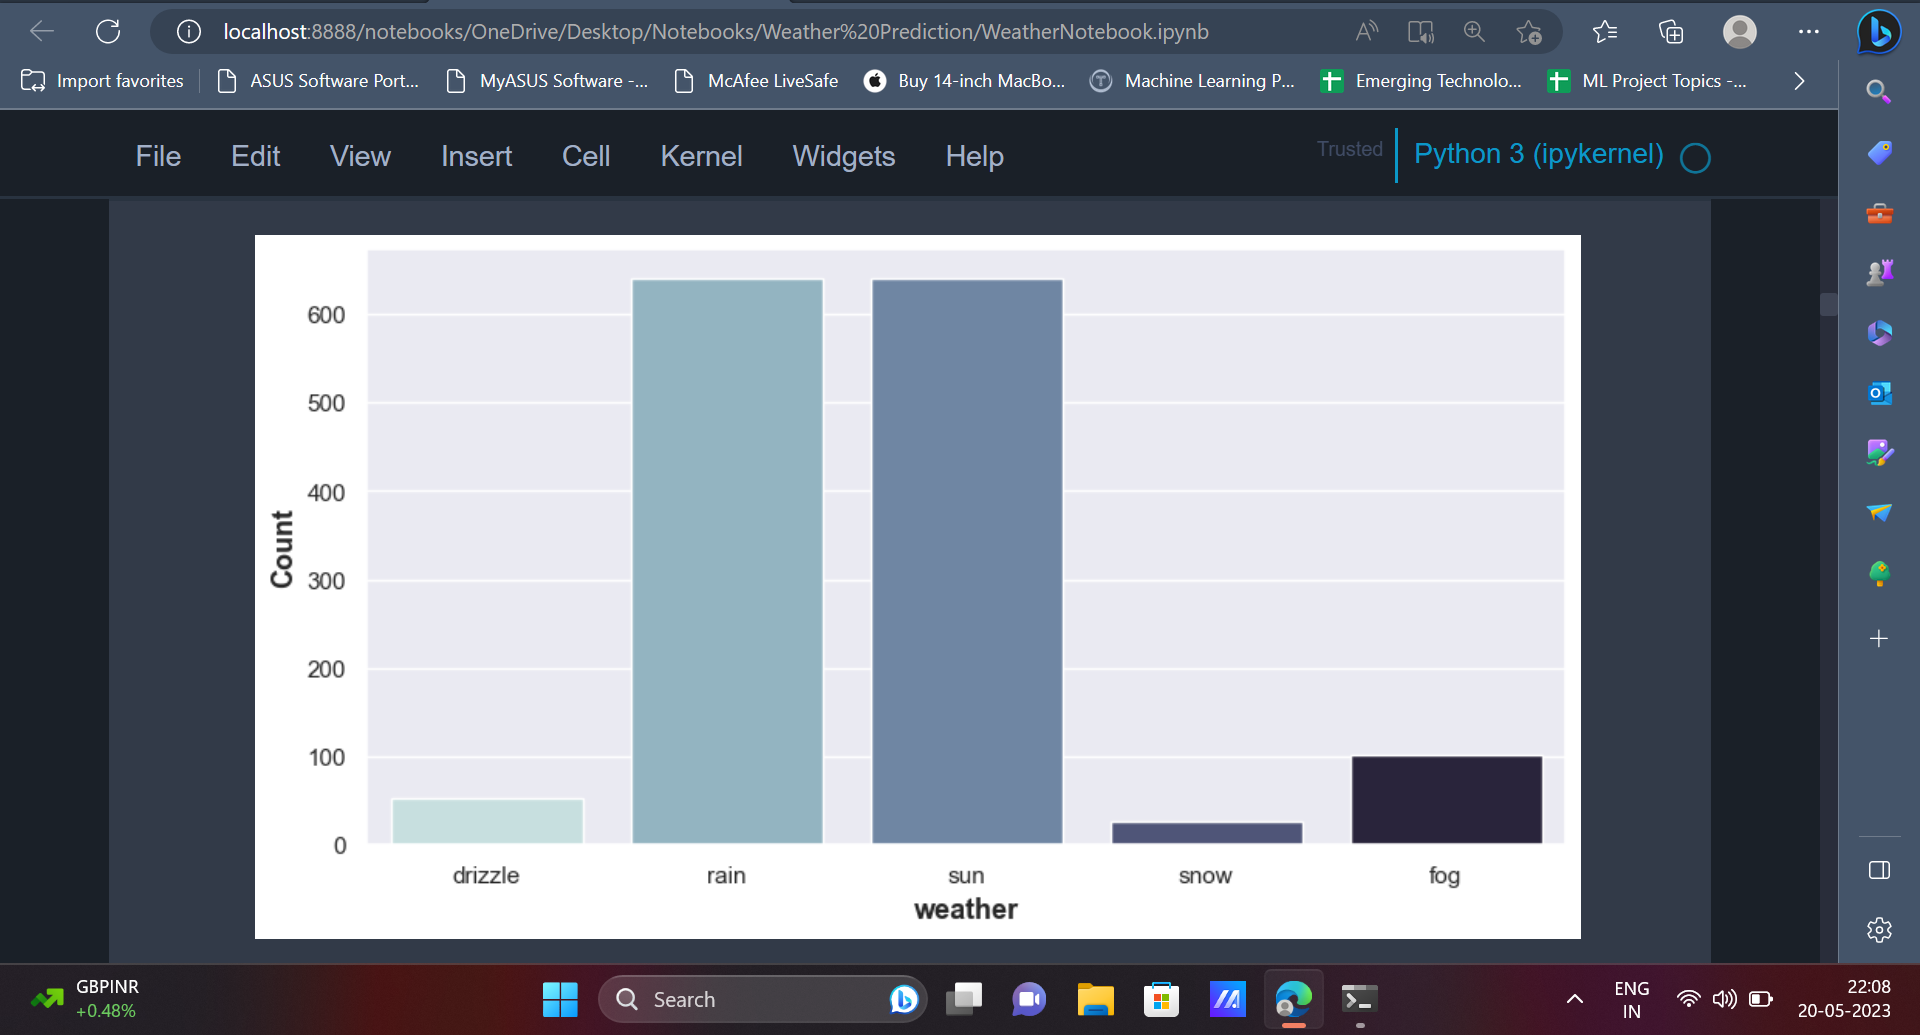 localhost:8888/notebooks/OneDrive/Desktop/Notebooks/Weather%20Prediction/WeatherNotebook.ipynb
Import favorites ASUS Software Port... MyASUS Software -... McAfee LiveSafe Buy 14-inch MacBo... Machine Learning P... Emerging Technolo... ML Project Topics -...
File Edit View Insert Cell Kernel Widgets Help Trusted Python 3 (ipykernel)
600
500
400
300
200
100
0
Count
drizzle rain sun snow fog
weather
GBPINR
+0.48%
Search
ENG
IN
22:08
20-05-2023